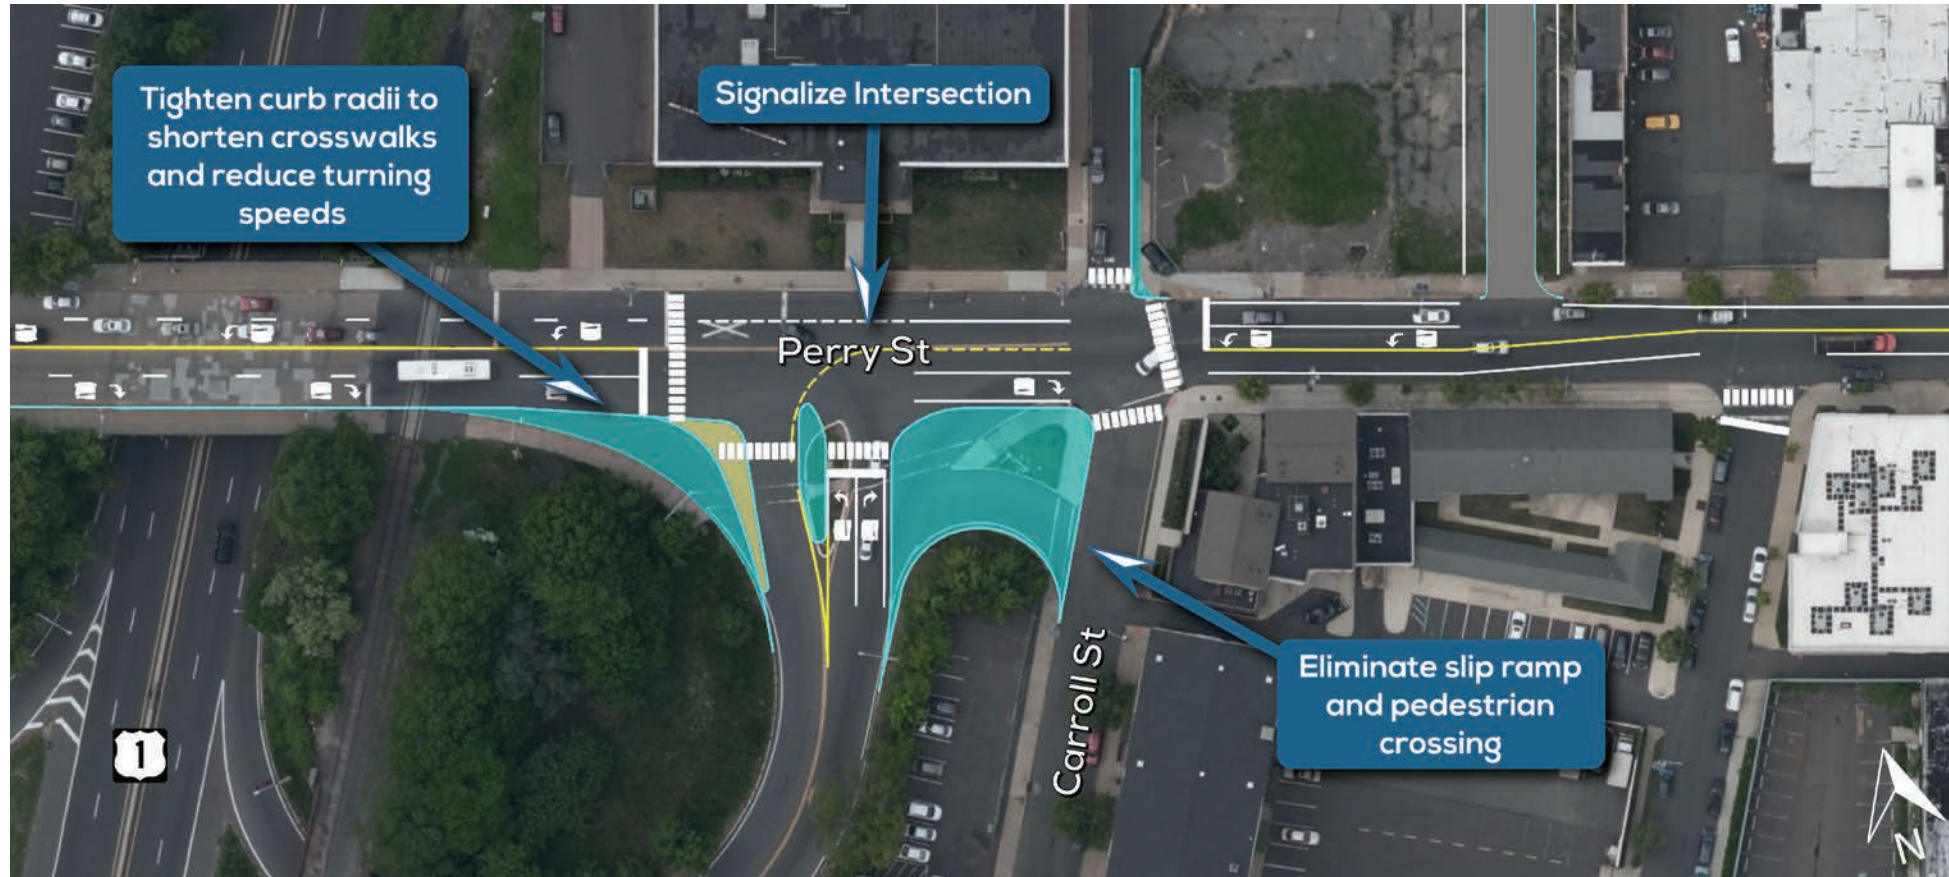 Tighten curb radii to
shorten crosswalks
and reduce turning
speeds
Signalize Intersection
Perry St
Carroll St
Eliminate slip ramp
and pedestrian
crossing
1
N